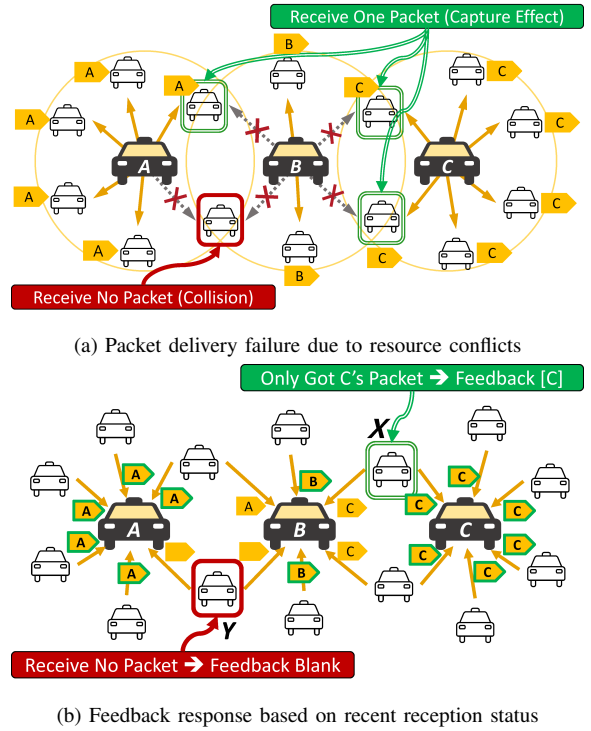 Receive One Packet (Capture Effect)
B
A A C C
A C
A B C
A C
A C C
B
Receive No Packet (Collision)
(a) Packet delivery failure due to resource conflicts
Only Got C's Packet ➔ Feedback [C]
X
A B C
A A C C C
A A B C C
A C C C
A B C
Y
Receive No Packet ➔ Feedback Blank
(b) Feedback response based on recent reception status